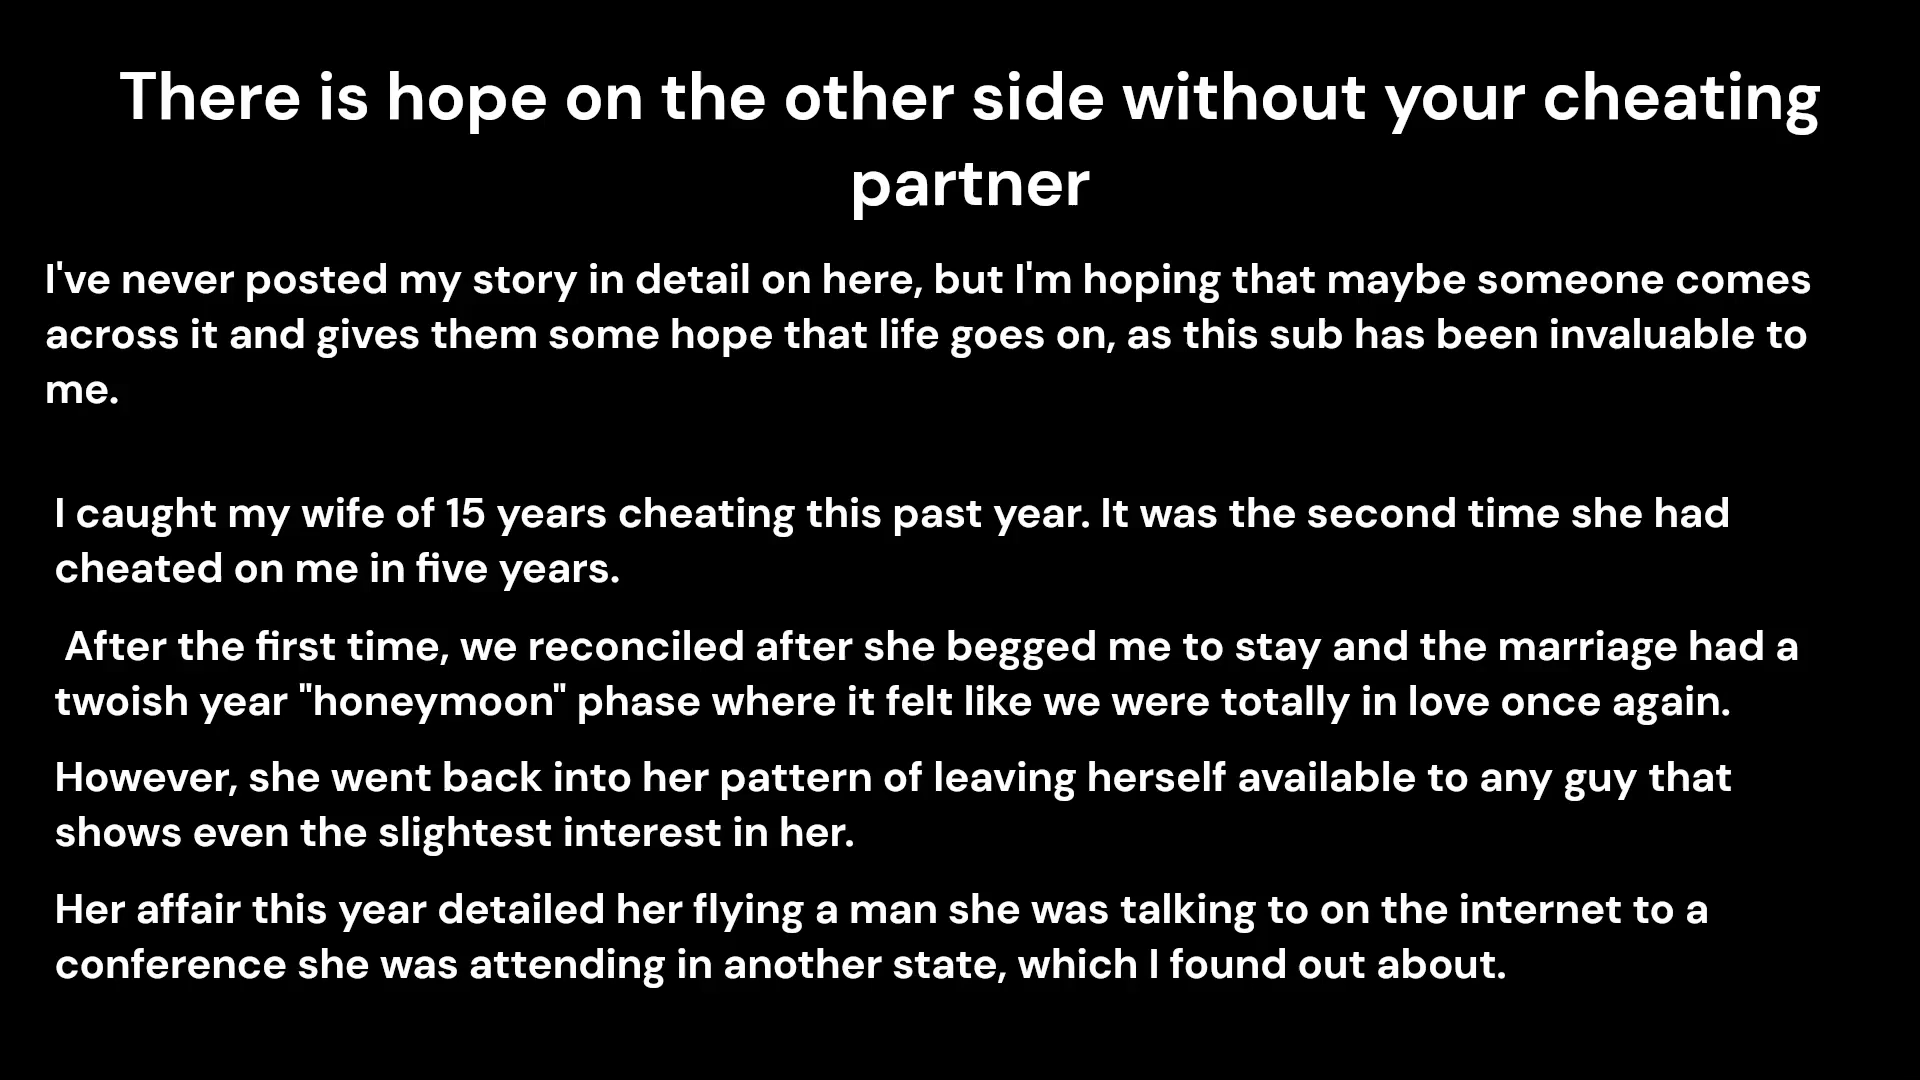 There is hope on the other side without your cheating
partner
I've never posted my story in detail on here, but I'm hoping that maybe someone comes
across it and gives them some hope that life goes on, as this sub has been invaluable to
me.
I caught my wife of 15 years cheating this past year. It was the second time she had
cheated on me in five years.
After the first time, we reconciled after she begged me to stay and the marriage had a
twoish year "honeymoon" phase where it felt like we were totally in love once again.
However, she went back into her pattern of leaving herself available to any guy that
shows even the slightest interest in her.
Her affair this year detailed her flying a man she was talking to on the internet to a
conference she was attending in another state, which I found out about.